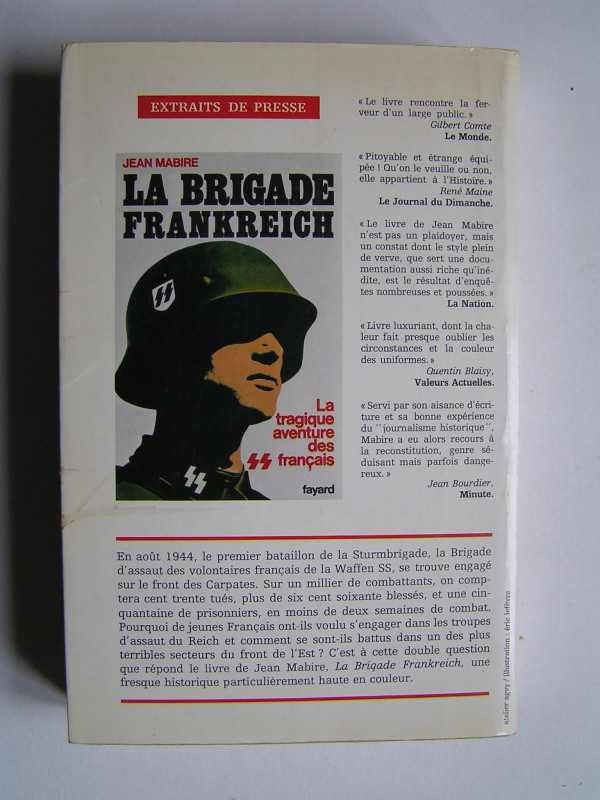 EXTRAITS DE PRESSE
« Le livre rencontre la fer-
veur d'un large public. »
Gilbert Comte
Le Monde.
« Pitoyable et étrange équi-
pée ! Qu'on le veuille ou non,
elle appartient à l'Histoire. »
René Maine
Le Journal du Dimanche.
« Le livre de Jean Mabire
n'est pas un plaidoyer, mais
un constat dont le style plein
de verve, que sert une docu-
mentation aussi riche qu'iné-
dite, est le résultat d'enquê-
tes nombreuses et poussées. »
La Nation.
« Livre luxuriant, dont la cha-
leur fait presque oublier les
circonstances et la couleur
des uniformes. »
Quentin Blaisy,
Valeurs Actuelles.
« Servi par son aisance d'écri-
ture et sa bonne expérience
du "journalisme historique",
Mabire a eu alors recours à
la reconstitution, genre sé-
duisant mais parfois dange-
reux. »
Jean Bourdier,
Minute.
JEAN MABIRE
LA BRIGADE
FRANKREICH
SS
La
tragique
aventure
des
SS français
SS
fayard
En août 1944, le premier bataillon de la Sturmbrigade, la Brigade
d'assaut des volontaires français de la Waffen SS, se trouve engagé
sur le front des Carpates. Sur un millier de combattants, on comp-
tera cent trente tués, plus de six cent soixante blessés, et une cin-
quantaine de prisonniers, en moins de deux semaines de combat.
Pourquoi de jeunes Français ont-ils voulu s'engager dans les troupes
d'assaut du Reich et comment se sont-ils battus dans un des plus
terribles secteurs du front de l'Est ? C'est à cette double question
que répond le livre de Jean Mabire, La Brigade Frankreich, une
fresque historique particulièrement haute en couleur.
atelier agvy / illustration : éric lefèvre